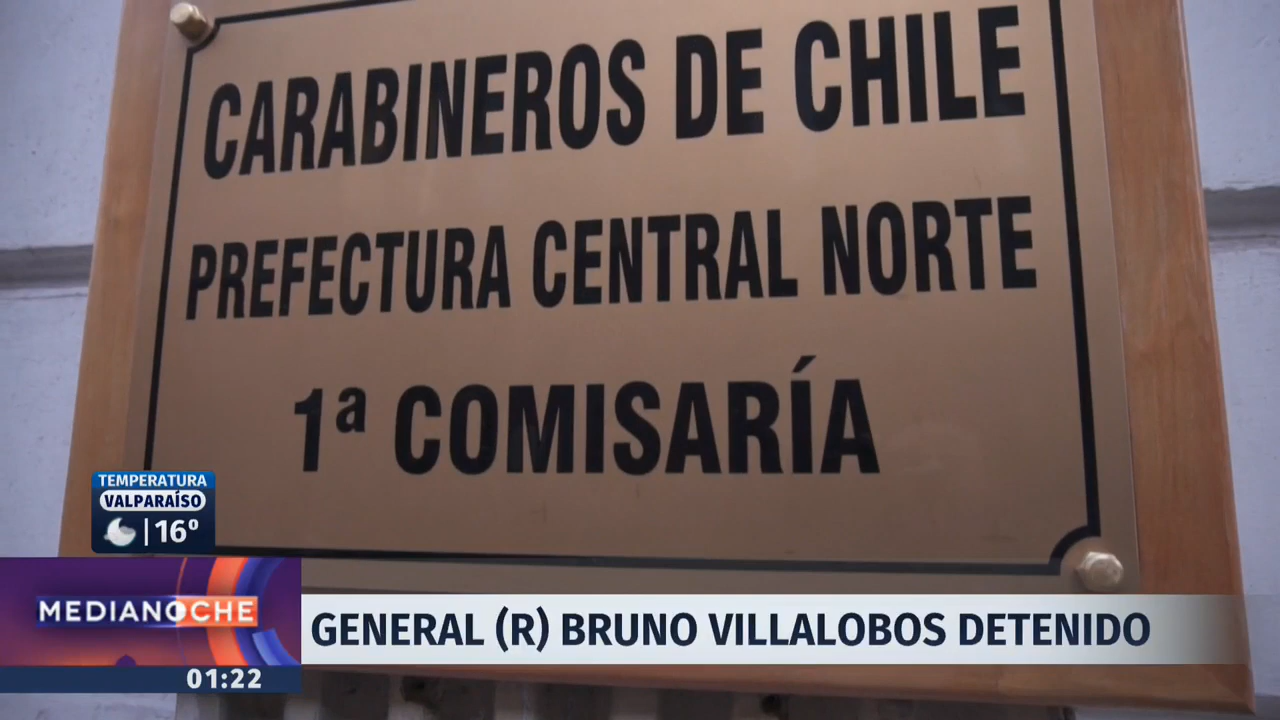 CARABINEROS DE CHILE
PREFECTURA CENTRAL NORTE
1ª COMISARÍA
TEMPERATURA
VALPARAÍSO
16°
MEDIANOCHE
GENERAL (R) BRUNO VILLALOBOS DETENIDO
01:22